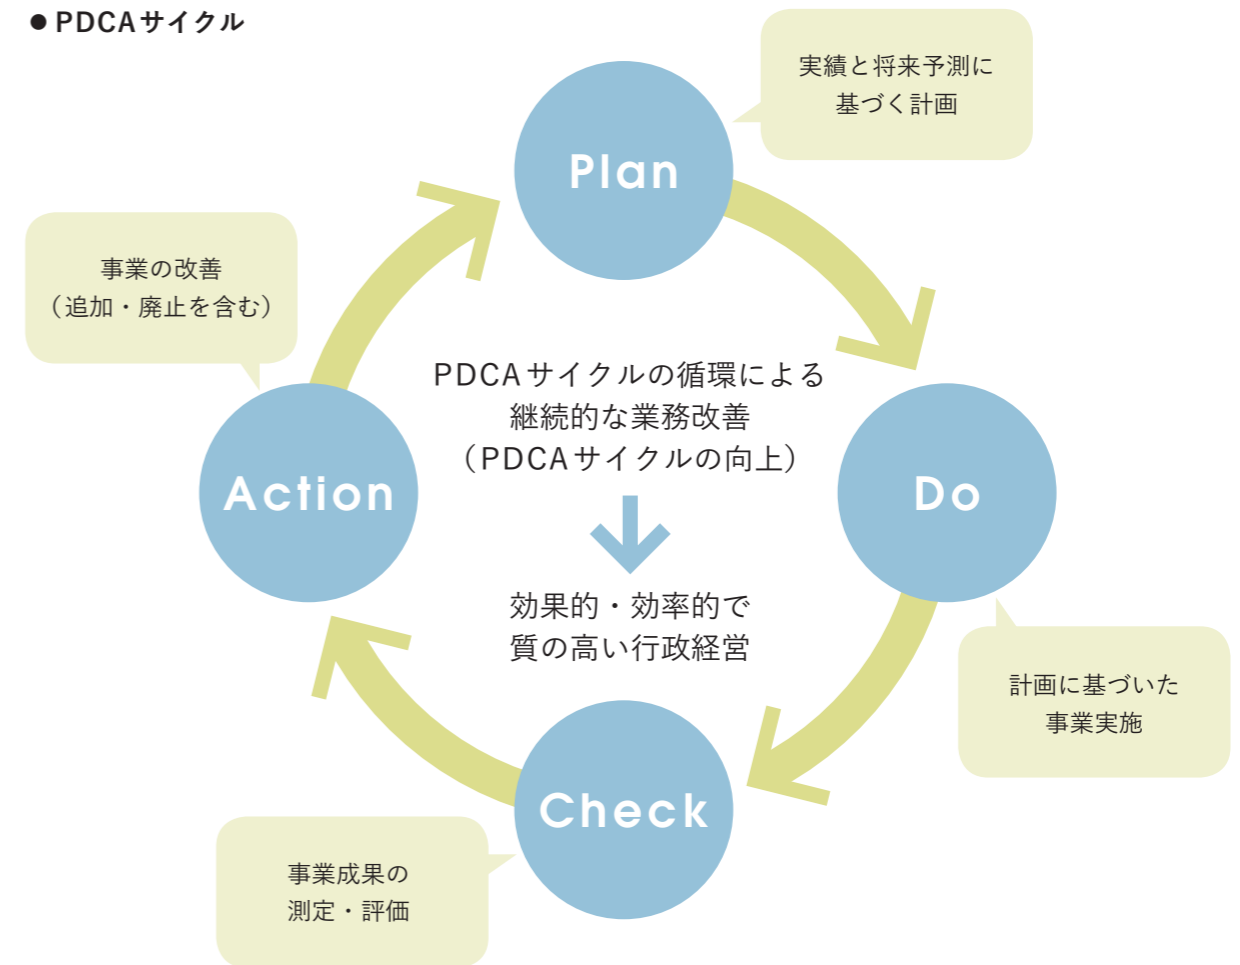 ● PDCAサイクル
実績と将来予測に
基づく計画
Plan
事業の改善
（追加・廃止を含む）
PDCAサイクルの循環による
継続的な業務改善
（PDCAサイクルの向上）
Action
Do
効果的・効率的で
質の高い行政経営
計画に基づいた
事業実施
Check
事業成果の
測定・評価